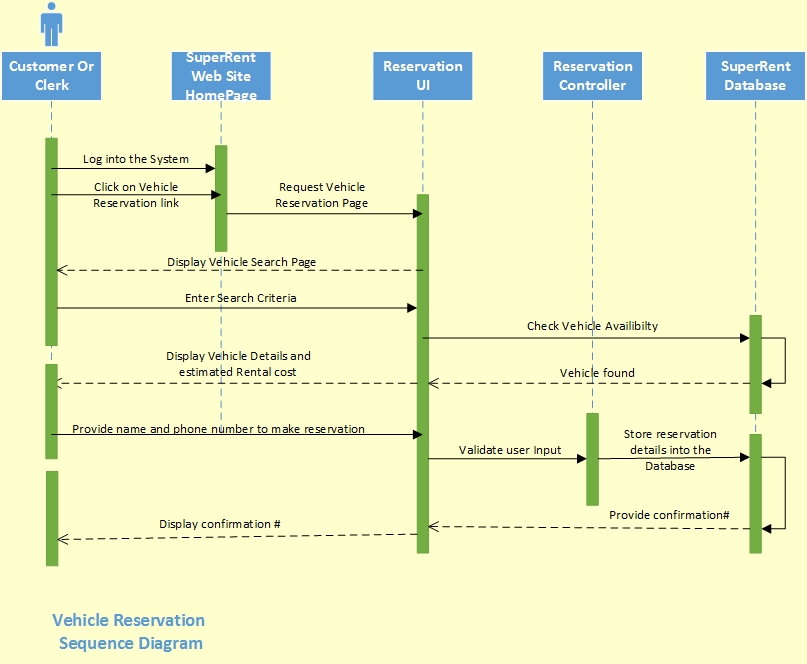 Customer Or
Clerk
SuperRent
Web Site
HomePage
Reservation
UI
Reservation
Controller
SuperRent
Database
Log into the System
Click on Vehicle
Reservation link
Request Vehicle
Reservation Page
Display Vehicle Search Page
Enter Search Criteria
Check Vehicle Availibilty
Display Vehicle Details and
estimated Rental cost
Vehicle found
Provide name and phone number to make reservation
Validate user Input
Store reservation
details into the
Database
Provide confirmation#
Display confirmation #
Vehicle Reservation
Sequence Diagram